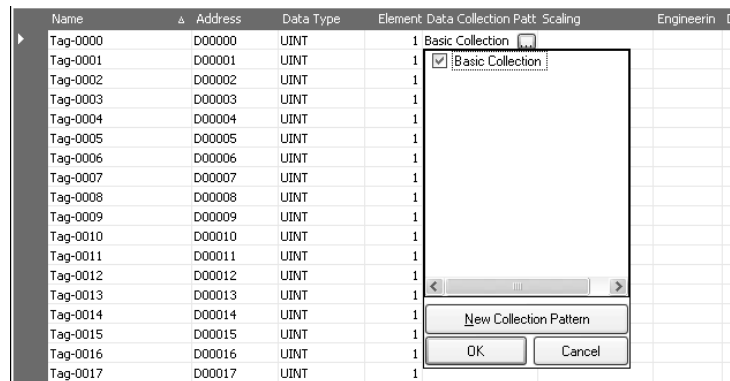 Name Address Data Type Element Data Collection Patt Scaling Engineerin
Tag-0000 D00000 UINT 1 Basic Collection ...
Tag-0001 D00001 UINT 1 Basic Collection
Tag-0002 D00002 UINT 1
Tag-0003 D00003 UINT 1
Tag-0004 D00004 UINT 1
Tag-0005 D00005 UINT 1
Tag-0006 D00006 UINT 1
Tag-0007 D00007 UINT 1
Tag-0008 D00008 UINT 1
Tag-0009 D00009 UINT 1
Tag-0010 D00010 UINT 1
Tag-0011 D00011 UINT 1
Tag-0012 D00012 UINT 1
Tag-0013 D00013 UINT 1
Tag-0014 D00014 UINT 1 New Collection Pattern
Tag-0015 D00015 UINT 1
Tag-0016 D00016 UINT 1 OK Cancel
Tag-0017 D00017 UINT 1